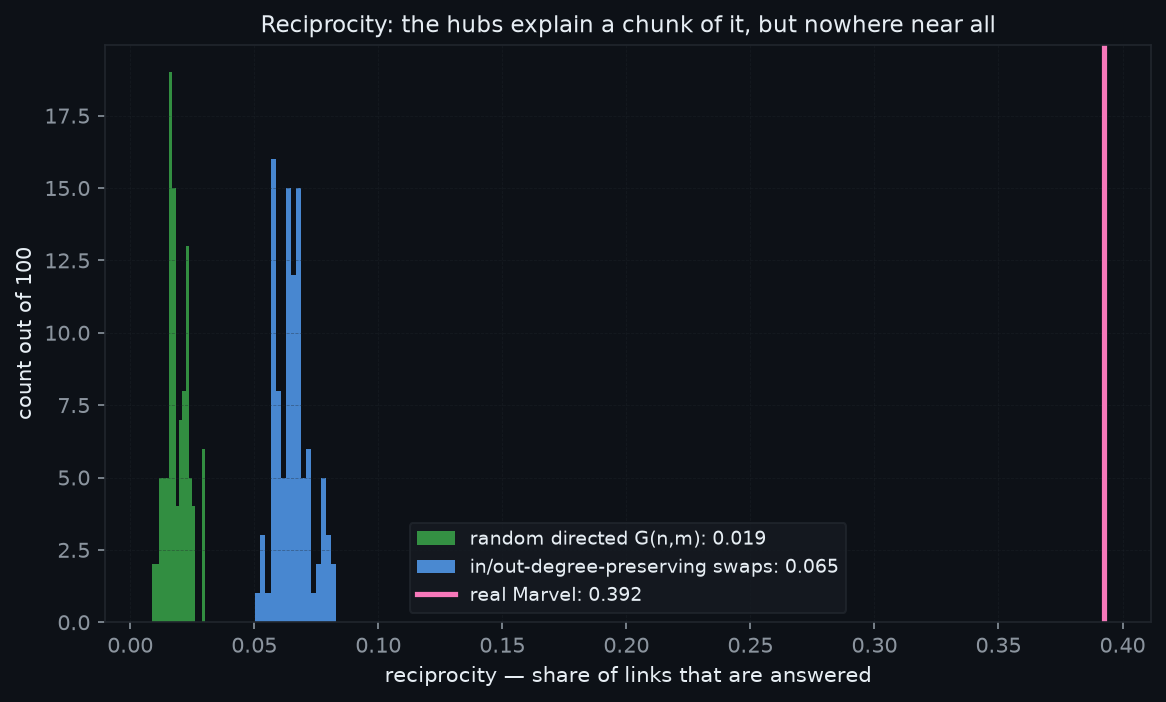 Reciprocity: the hubs explain a chunk of it, but nowhere near all
count out of 100
17.5
15.0
12.5
10.0
7.5
5.0
2.5
0.0
random directed G(n,m): 0.019
in/out-degree-preserving swaps: 0.065
real Marvel: 0.392
0.00 0.05 0.10 0.15 0.20 0.25 0.30 0.35 0.40
reciprocity — share of links that are answered